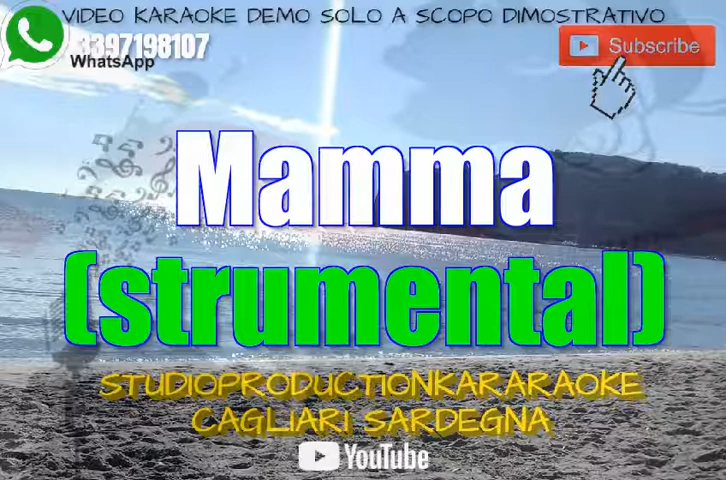 VIDEO KARAOKE DEMO SOLO A SCOPO DIMOSTRATIVO
3397198107
WhatsApp
Subscribe
Mamma
(strumental)
STUDIOPRODUCTIONKARARAOKE
CAGLIARI SARDEGNA
YouTube